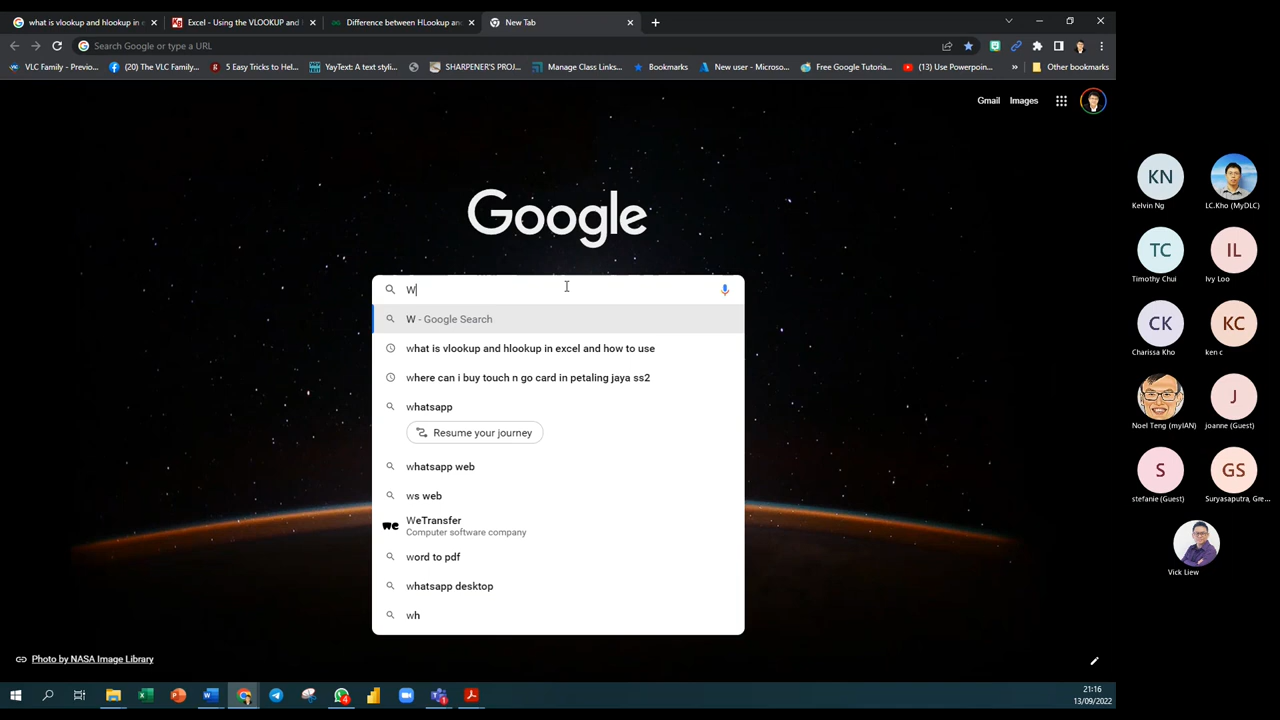 what is vlookup and hlookup in e
Excel - Using the VLOOKUP and
Difference between HLookup an
New Tab
Search Google or type a URL
VLC Family - Previo...
(20) The VLC Family...
5 Easy Tricks to Hel...
YayText: A text styli...
SHARPENER'S PROJ...
Manage Class Links...
Bookmarks
New user - Microso...
Free Google Tutoria...
(13) Use Powerpoin...
»
Other bookmarks
Gmail
Images
Google
W
W - Google Search
what is vlookup and hlookup in excel and how to use
where can i buy touch n go card in petaling jaya ss2
whatsapp
Resume your journey
whatsapp web
ws web
we
WeTransfer
Computer software company
word to pdf
whatsapp desktop
wh
Photo by NASA Image Library
21:16
13/09/2022
KN
Kelvin Ng
LC.Kho (MyDLC)
TC
Timothy Chui
IL
Ivy Loo
CK
Charissa Kho
KC
ken c
Noel Teng (myIAN)
J
joanne (Guest)
S
stefanie (Guest)
GS
Suryasaputra, Gre...
Vick Liew